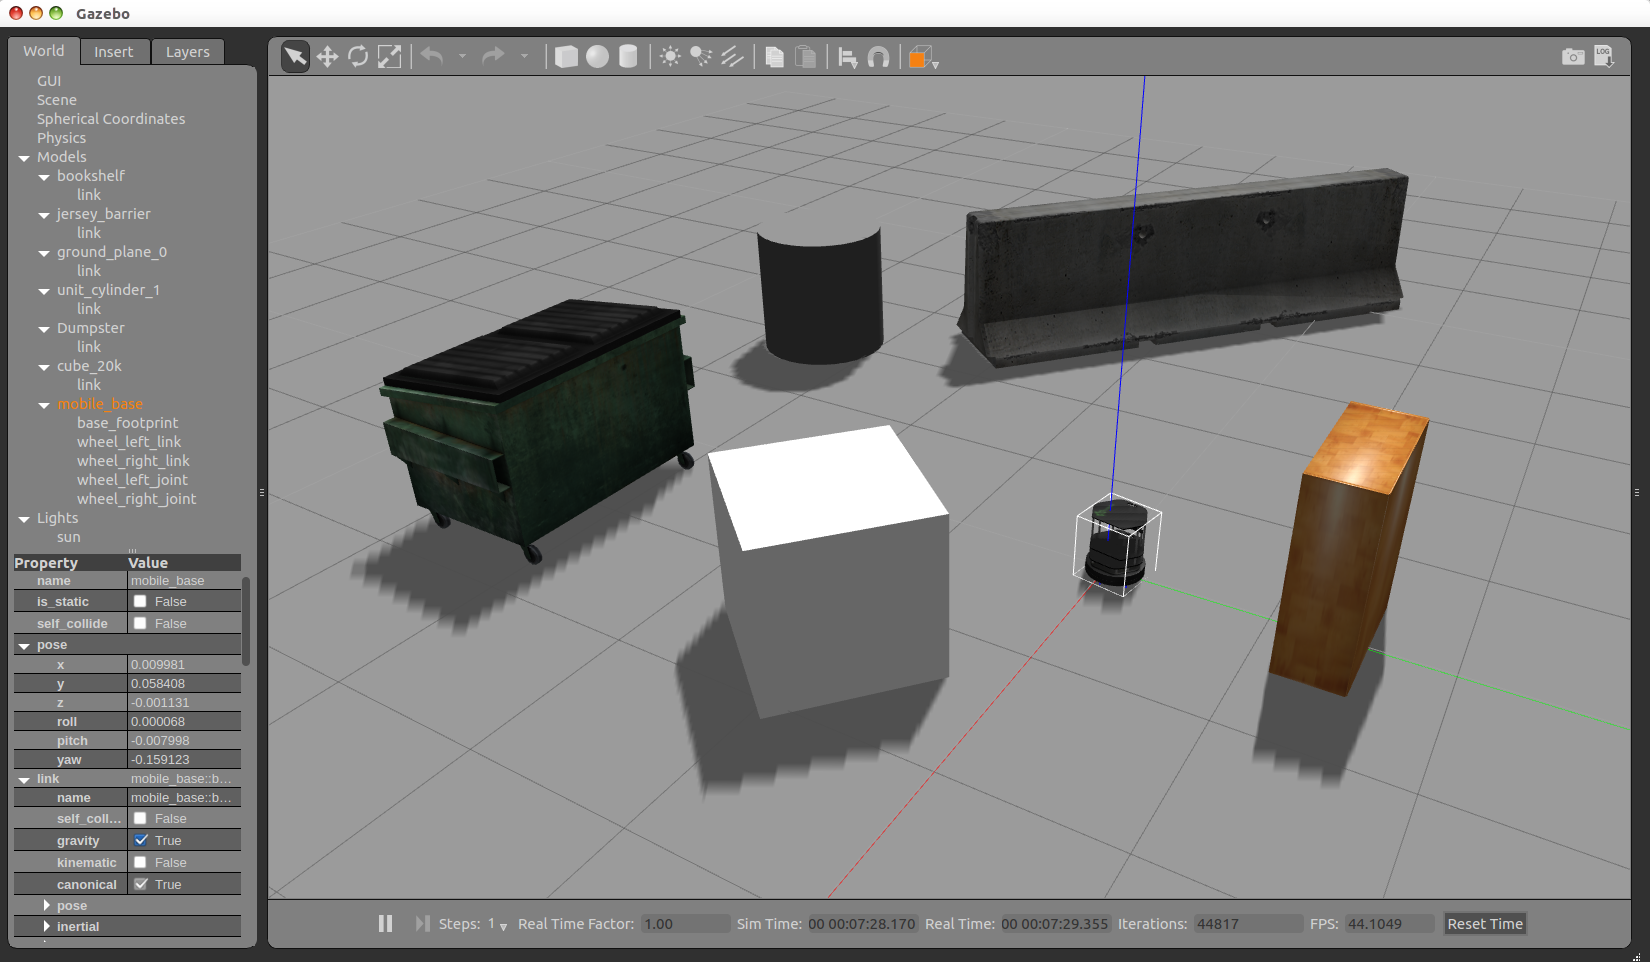 Gazebo
World Insert Layers
LOG
GUI
Scene
Spherical Coordinates
Physics
Models
bookshelf
link
jersey_barrier
link
ground_plane_0
link
unit_cylinder_1
link
Dumpster
link
cube_20k
link
mobile_base
base_footprint
wheel_left_link
wheel_right_link
wheel_left_joint
wheel_right_joint
Lights
sun
Property Value
name mobile_base
is_static False
self_collide False
pose
x 0.009981
y 0.058408
z -0.001131
roll 0.000068
pitch -0.007998
yaw -0.159123
link mobile_base::b...
name mobile_base::b...
self_coll... False
gravity True
kinematic False
canonical True
pose
inertial
Steps: 1 Real Time Factor: 1.00 Sim Time: 00 00:07:28.170 Real Time: 00 00:07:29.355 Iterations: 44817 FPS: 44.1049 Reset Time